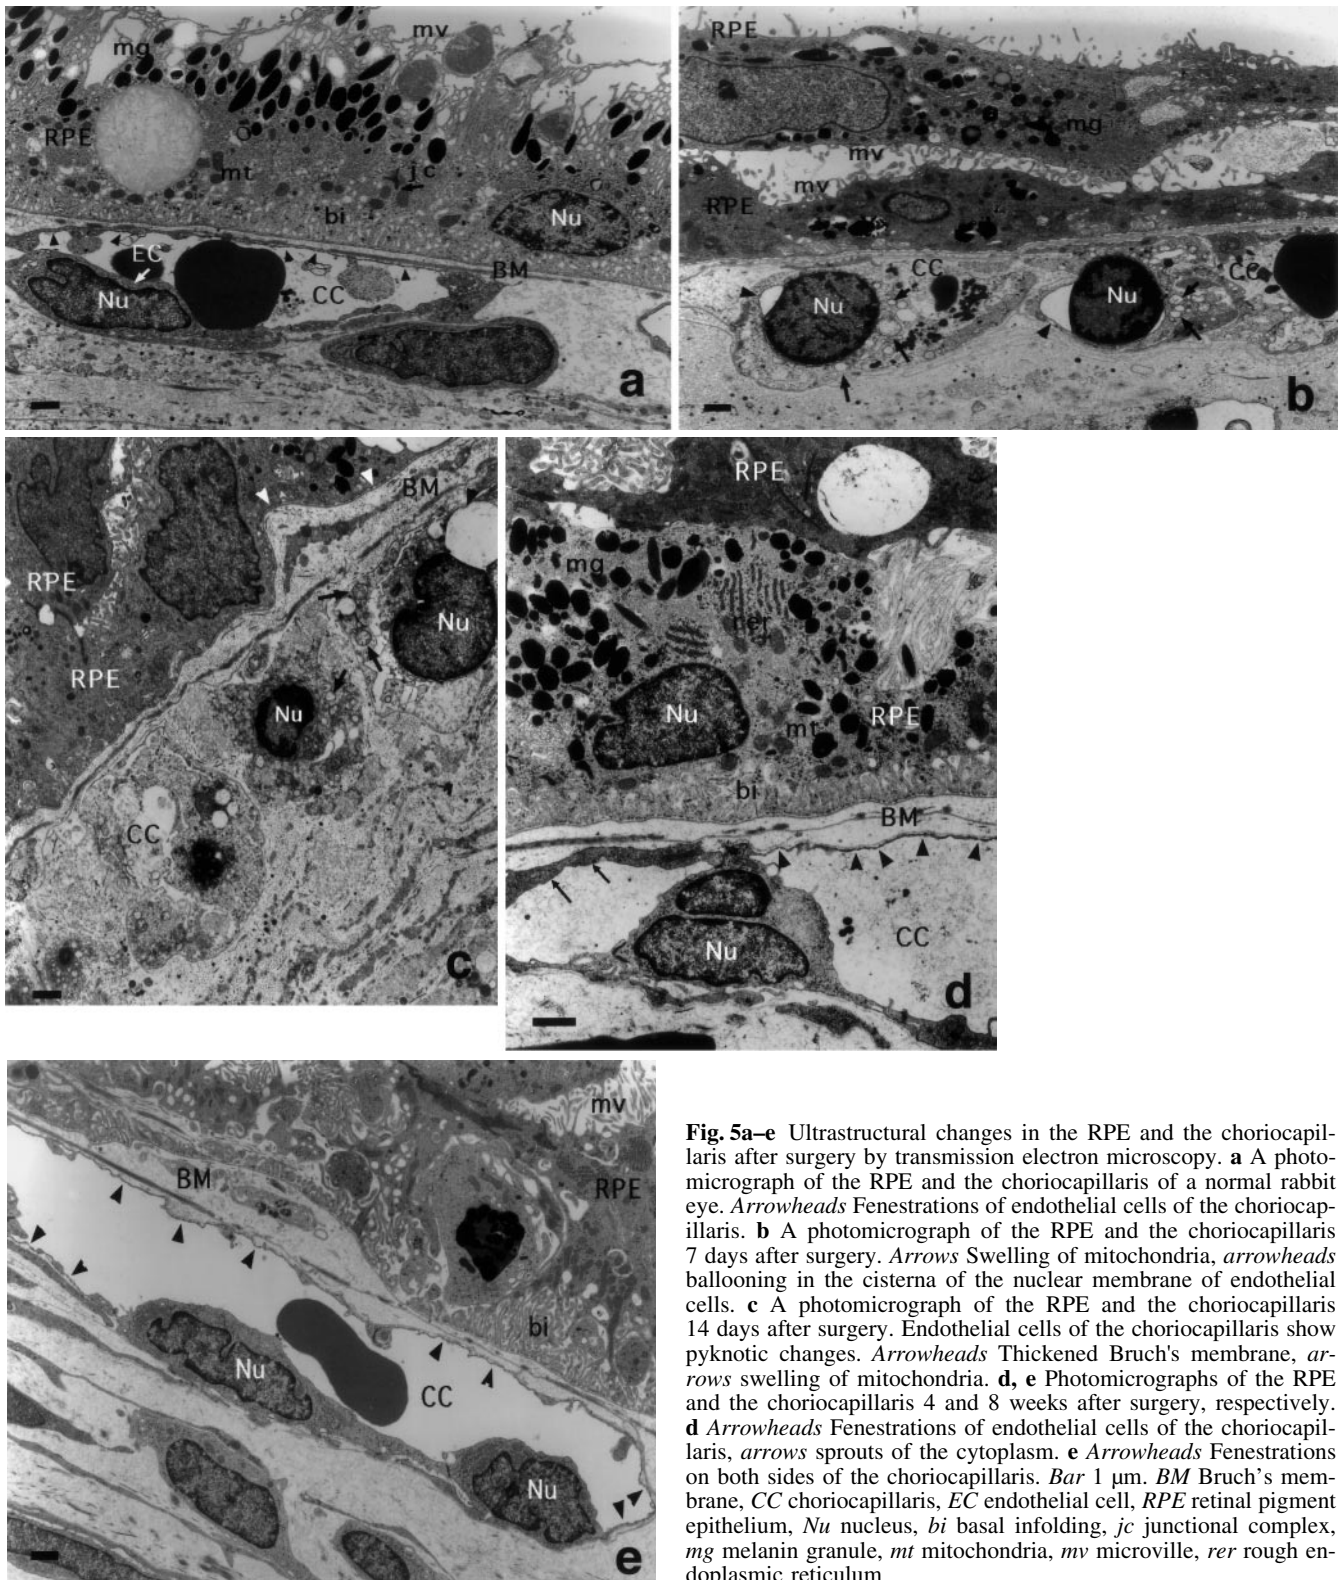 mv
mg
RPE
mt
jc
bi
Nu
EC
BM
Nu
CC
a
RPE
mg
mv
mv
RPE
CC
CC
Nu
Nu
b
BM
RPE
Nu
RPE
Nu
CC
c
RPE
mg
rer
Nu
mt
RPE
bi
BM
CC
Nu
d
mv
BM
RPE
bi
Nu
CC
Nu
e
Fig. 5a–e Ultrastructural changes in the RPE and the choriocapil-
laris after surgery by transmission electron microscopy. a A photo-
micrograph of the RPE and the choriocapillaris of a normal rabbit
eye. Arrowheads Fenestrations of endothelial cells of the choriocap-
illaris. b A photomicrograph of the RPE and the choriocapillaris
7 days after surgery. Arrows Swelling of mitochondria, arrowheads
ballooning in the cisterna of the nuclear membrane of endothelial
cells. c A photomicrograph of the RPE and the choriocapillaris
14 days after surgery. Endothelial cells of the choriocapillaris show
pyknotic changes. Arrowheads Thickened Bruch's membrane, ar-
rows swelling of mitochondria. d, e Photomicrographs of the RPE
and the choriocapillaris 4 and 8 weeks after surgery, respectively.
d Arrowheads Fenestrations of endothelial cells of the choriocapil-
laris, arrows sprouts of the cytoplasm. e Arrowheads Fenestrations
on both sides of the choriocapillaris. Bar 1 µm. BM Bruch's mem-
brane, CC choriocapillaris, EC endothelial cell, RPE retinal pigment
epithelium, Nu nucleus, bi basal infolding, jc junctional complex,
mg melanin granule, mt mitochondria, mv microville, rer rough en-
doplasmic reticulum